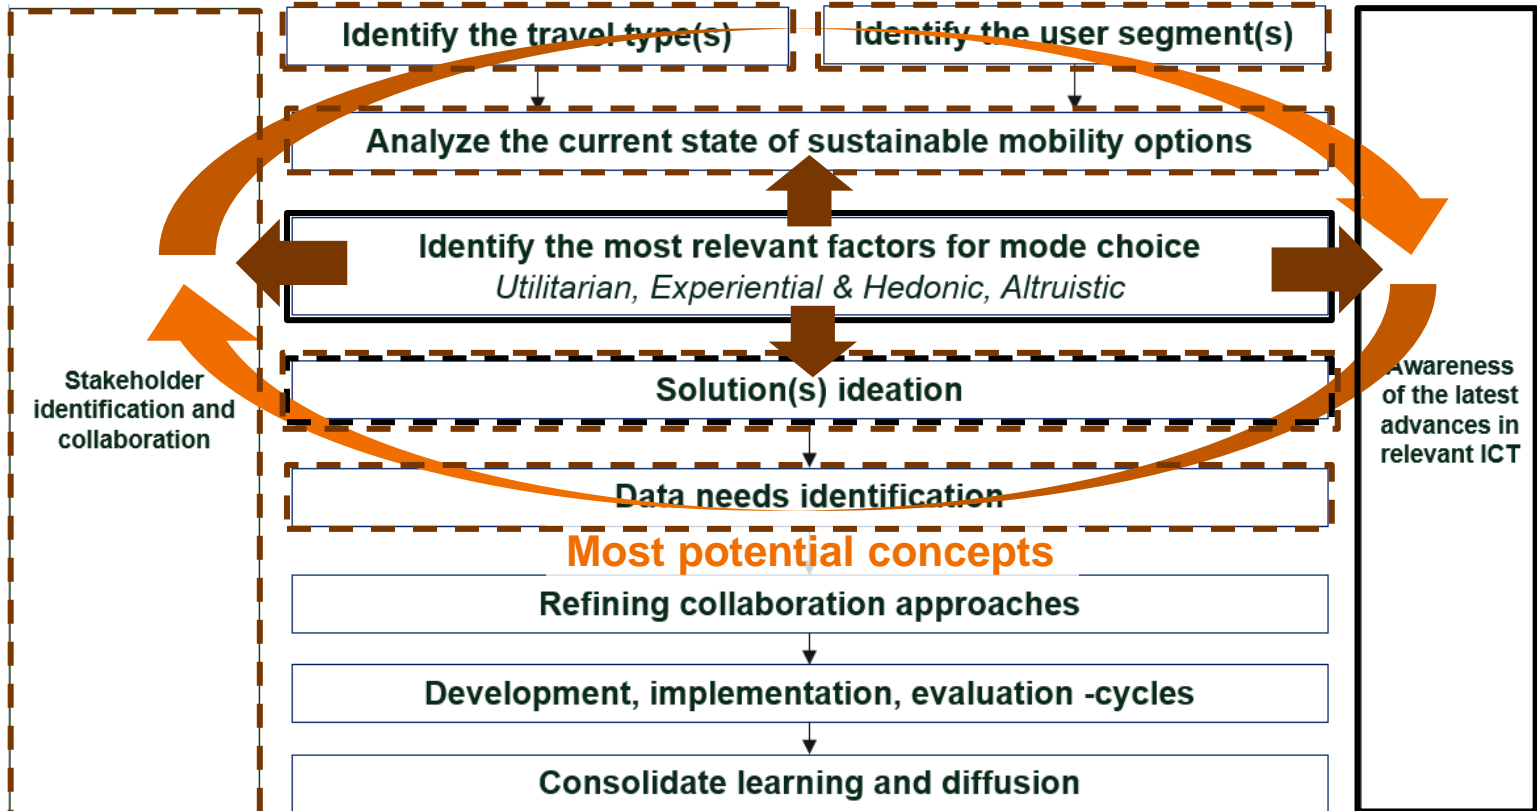 Identify the travel type(s)
Identify the user segment(s)
Analyze the current state of sustainable mobility options
Identify the most relevant factors for mode choice
Utilitarian, Experiential & Hedonic, Altruistic
Stakeholder
identification and
collaboration
Solution(s) ideation
Awareness
of the latest
advances in
relevant ICT
Data needs identification
Most potential concepts
Refining collaboration approaches
Development, implementation, evaluation -cycles
Consolidate learning and diffusion